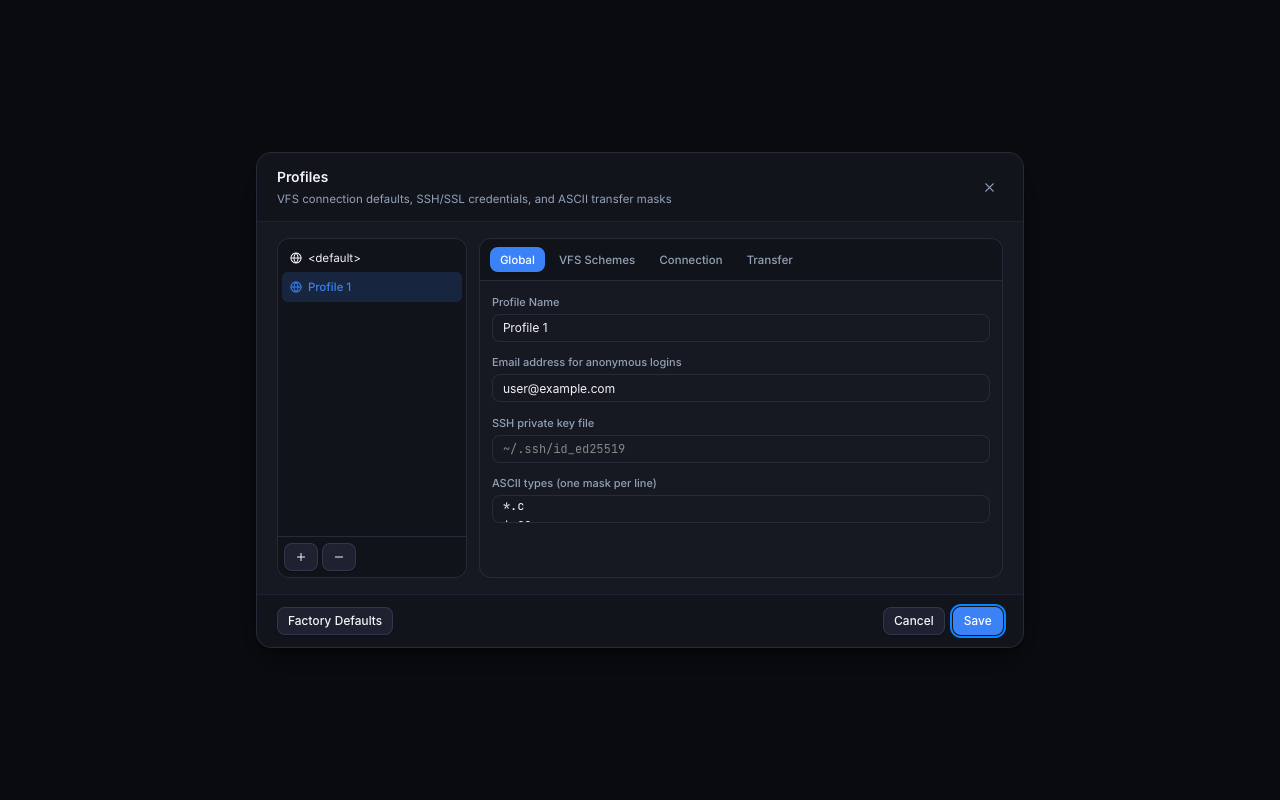 Profiles
VFS connection defaults, SSH/SSL credentials, and ASCII transfer masks
<default>
Profile 1
Global
VFS Schemes
Connection
Transfer
Profile Name
Profile 1
Email address for anonymous logins
user@example.com
SSH private key file
~/.ssh/id_ed25519
ASCII types (one mask per line)
*.c
Factory Defaults
Cancel
Save